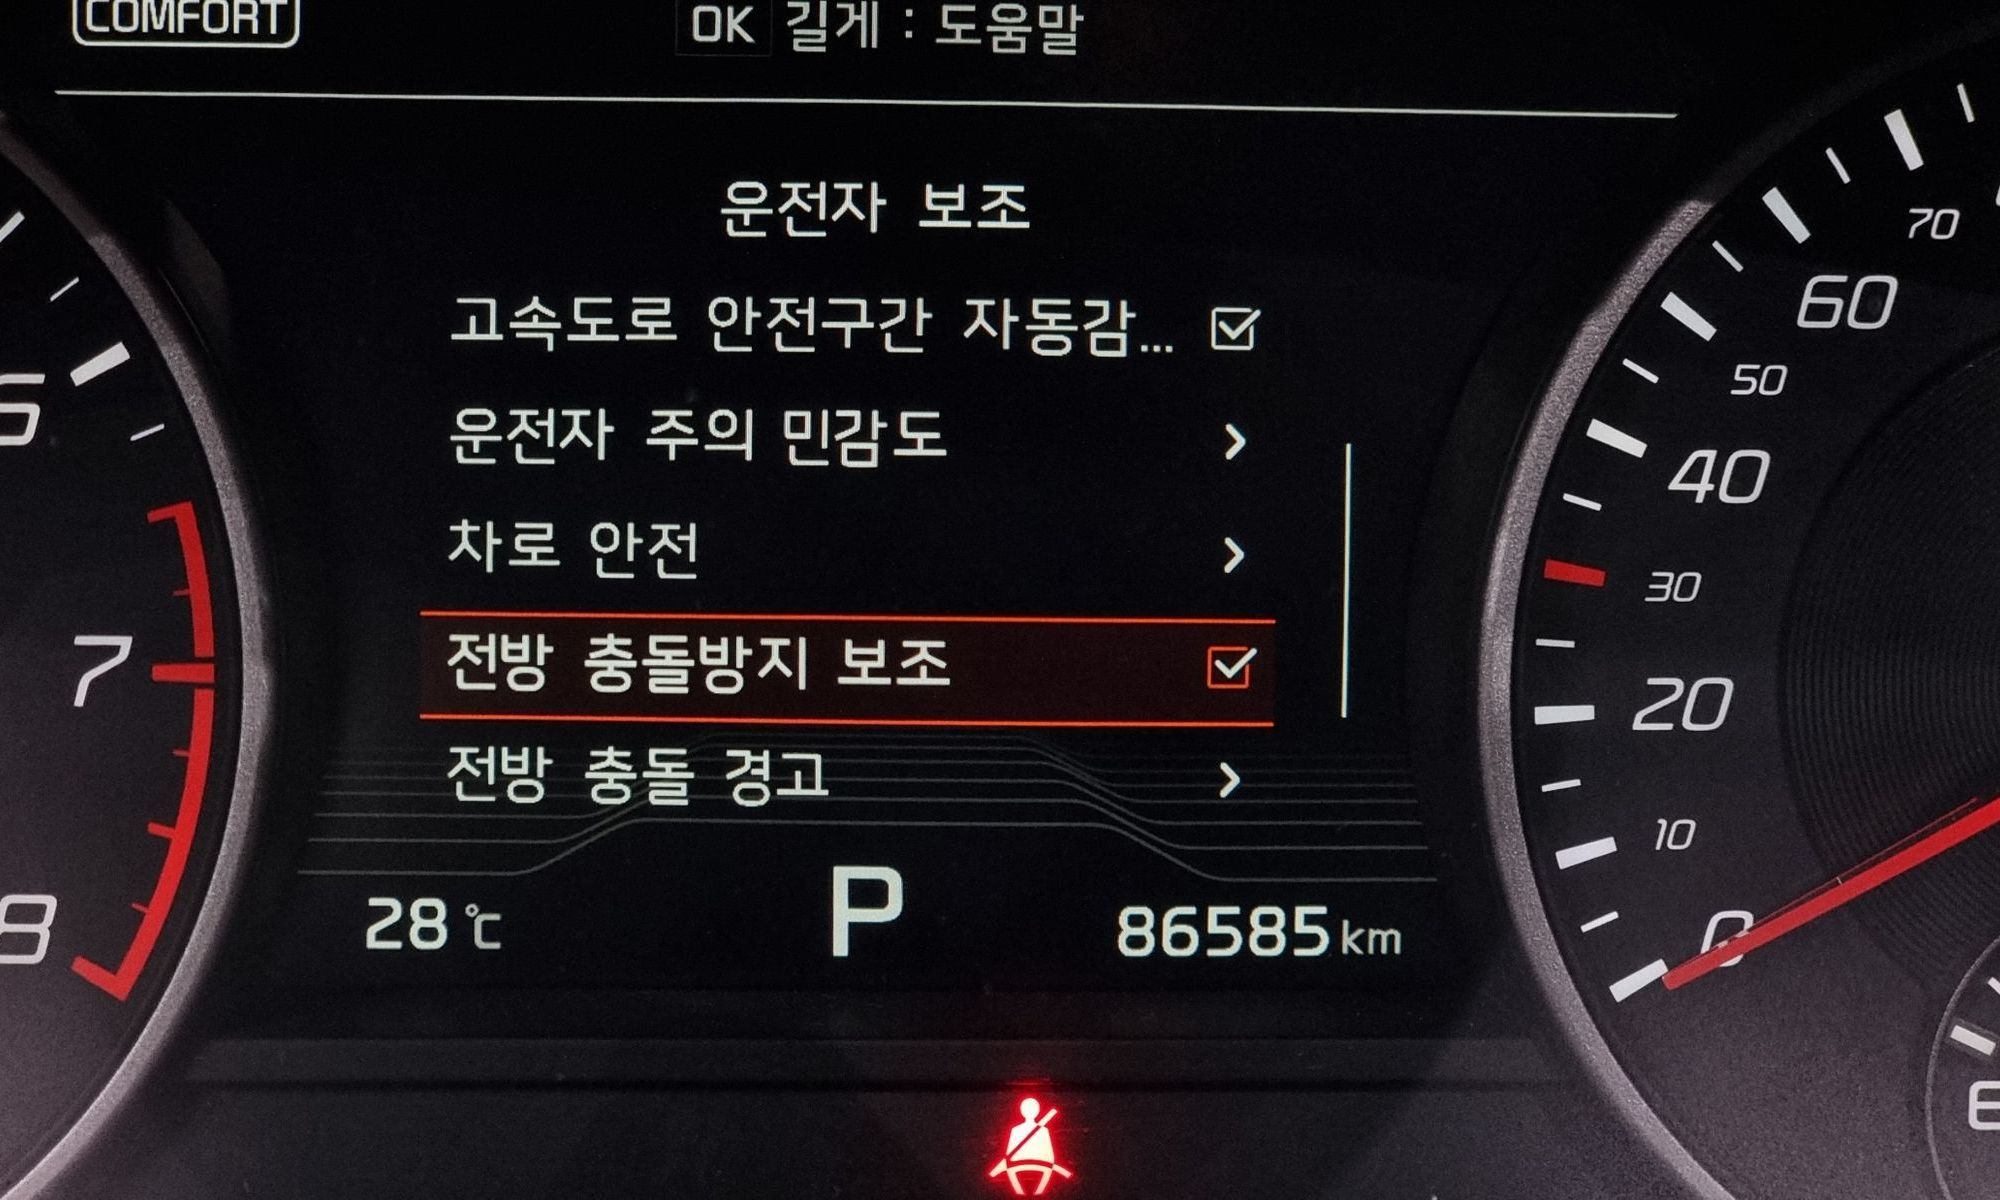 COMFORT
OK 길게 : 도움말
운전자 보조
고속도로 안전구간 자동감...
운전자 주의 민감도
차로 안전
전방 충돌방지 보조
전방 충돌 경고
28 ℃
P
86585 km
6
7
8
70
60
50
40
30
20
10
0
E